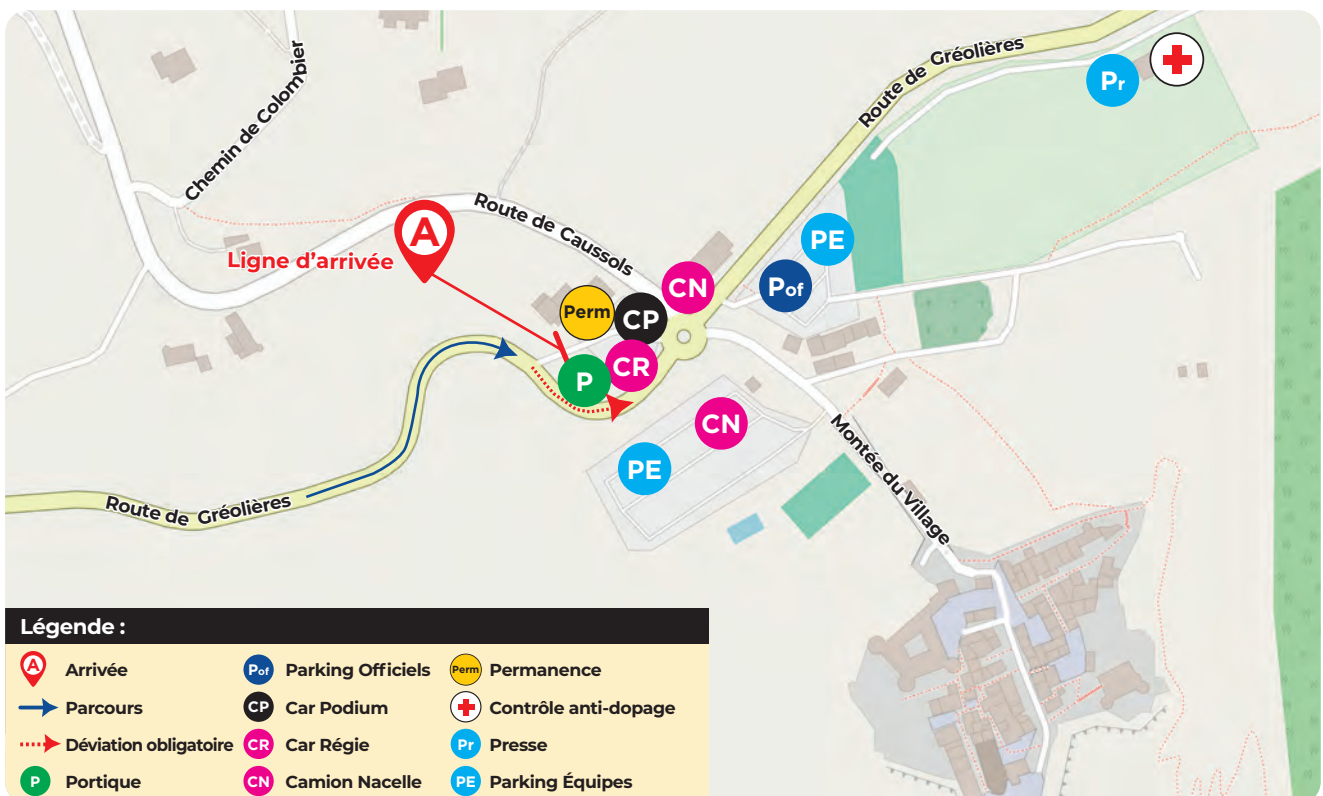 Chemin de Colombier
Route de Gréolières
Pr
Route de Caussols
A
Ligne d'arrivée
PE
Pof
CN
Perm
CP
CR
P
CN
PE
Montée du Village
Route de Gréolières
Légende :
A Arrivée
Parcours
Déviation obligatoire
P Portique
Pof Parking Officiels
CP Car Podium
CR Car Régie
CN Camion Nacelle
Perm Permanence
Contrôle anti-dopage
Pr Presse
PE Parking Équipes